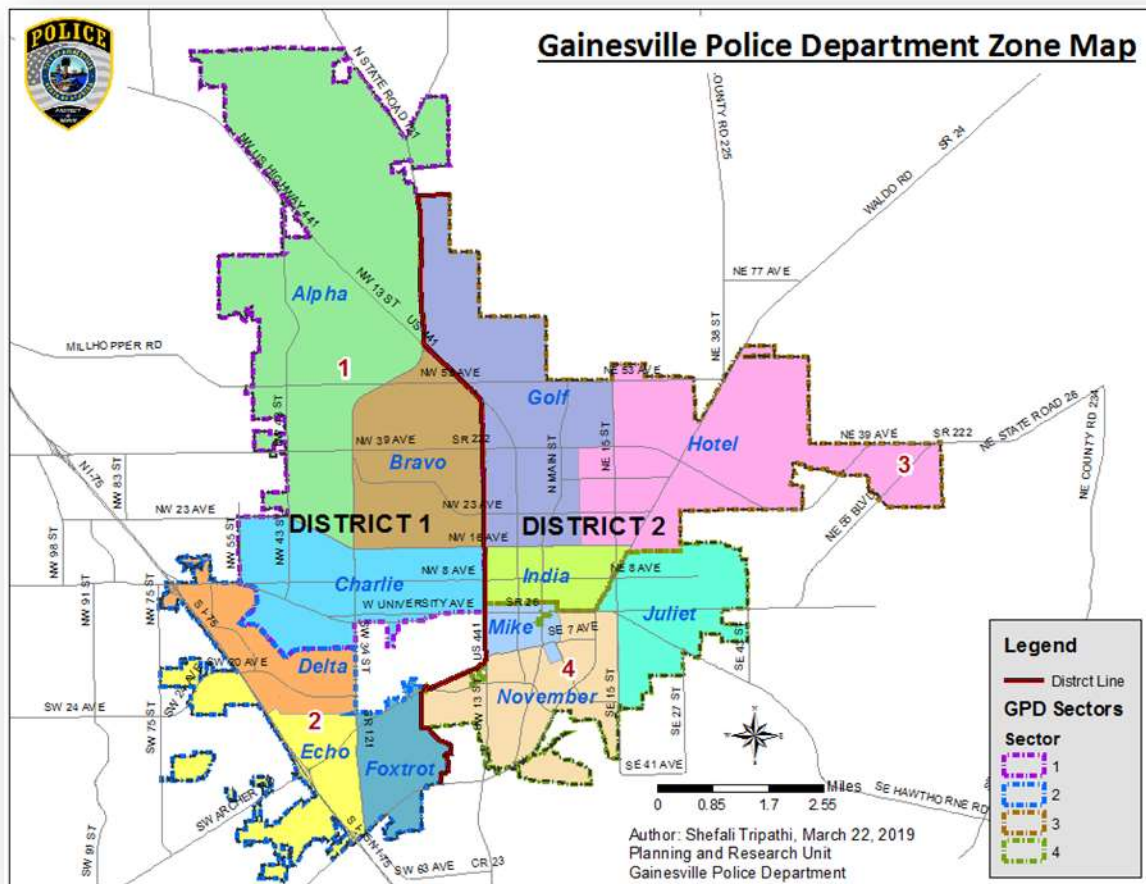 POLICE
Gainesville Police Department Zone Map
N STATE ROAD 121
OUNTY RD 225
SR 24
WALDO RD
NW US HIGHWAY 441
NE 77 AVE
Alpha
NW 13 ST
US 441
NE 38 ST
MILLHOPPER RD
1
NW 53 AVE
NE 53 AVE
Golf
NE STATE ROAD 26
NE COUNTY RD 234
NW 39 AVE
SR 222
Hotel
NE 39 AVE
SR 222
N I-75
NW 83 ST
Bravo
N MAIN ST
NE 15 ST
3
NW 23 AVE
NW 23 AVE
NE 55 BLVD
NW 98 ST
NW 55 ST
NW 43 ST
DISTRICT 1
DISTRICT 2
NW 16 AVE
NW 8 AVE
India
NE 8 AVE
NW 91 ST
NW 75 ST
Charlie
W UNIVERSITY AVE
SR 26
Juliet
S I-75
SW 34 ST
US 441
Mike
SE 7 AVE
SE 43 ST
Delta
SW 20 AVE
4
November
SW 24 AVE
SW 75 ST
2
SR 121
SW 13 ST
SE 15 ST
SE 27 ST
Echo
Foxtrot
SE 41 AVE
SW 91 ST
SW 63 AVE
CR 23
SE HAWTHORNE RD
Miles
0 0.85 1.7 2.55
Author: Shefali Tripathi, March 22, 2019
Planning and Research Unit
Gainesville Police Department
Legend
Distrct Line
GPD Sectors
Sector
1
2
3
4